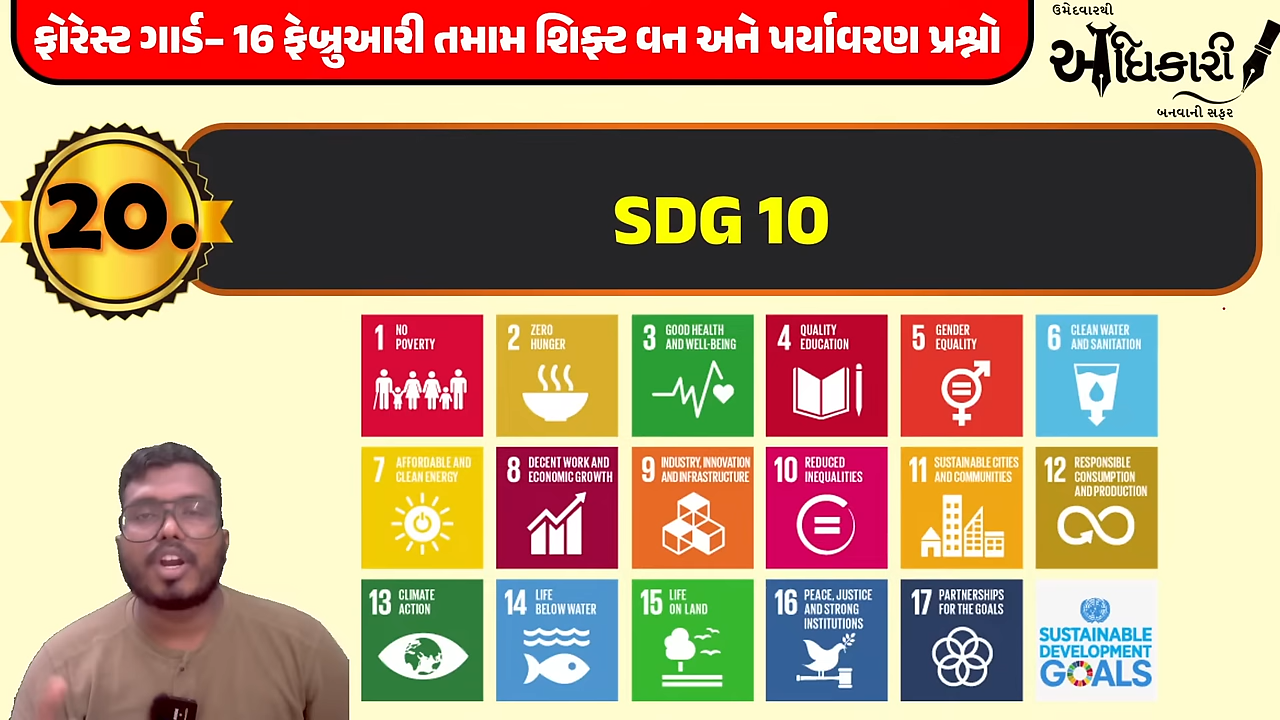 ફોરેસ્ટ ગાર્ડ– 16 ફેબ્રુઆરી તમામ શિફ્ટ વન અને પર્યાવરણ પ્રશ્નો
ઉમેદવારથી
અધિકારી
બનવાની સફર
20.
SDG 10
1 NO
POVERTY
2 ZERO
HUNGER
3 GOOD HEALTH
AND WELL-BEING
4 QUALITY
EDUCATION
5 GENDER
EQUALITY
6 CLEAN WATER
AND SANITATION
7 AFFORDABLE AND
CLEAN ENERGY
8 DECENT WORK AND
ECONOMIC GROWTH
9 INDUSTRY, INNOVATION
AND INFRASTRUCTURE
10 REDUCED
INEQUALITIES
11 SUSTAINABLE CITIES
AND COMMUNITIES
12 RESPONSIBLE
CONSUMPTION
AND PRODUCTION
13 CLIMATE
ACTION
14 LIFE
BELOW WATER
15 LIFE
ON LAND
16 PEACE, JUSTICE
AND STRONG
INSTITUTIONS
17 PARTNERSHIPS
FOR THE GOALS
SUSTAINABLE
DEVELOPMENT
GOALS